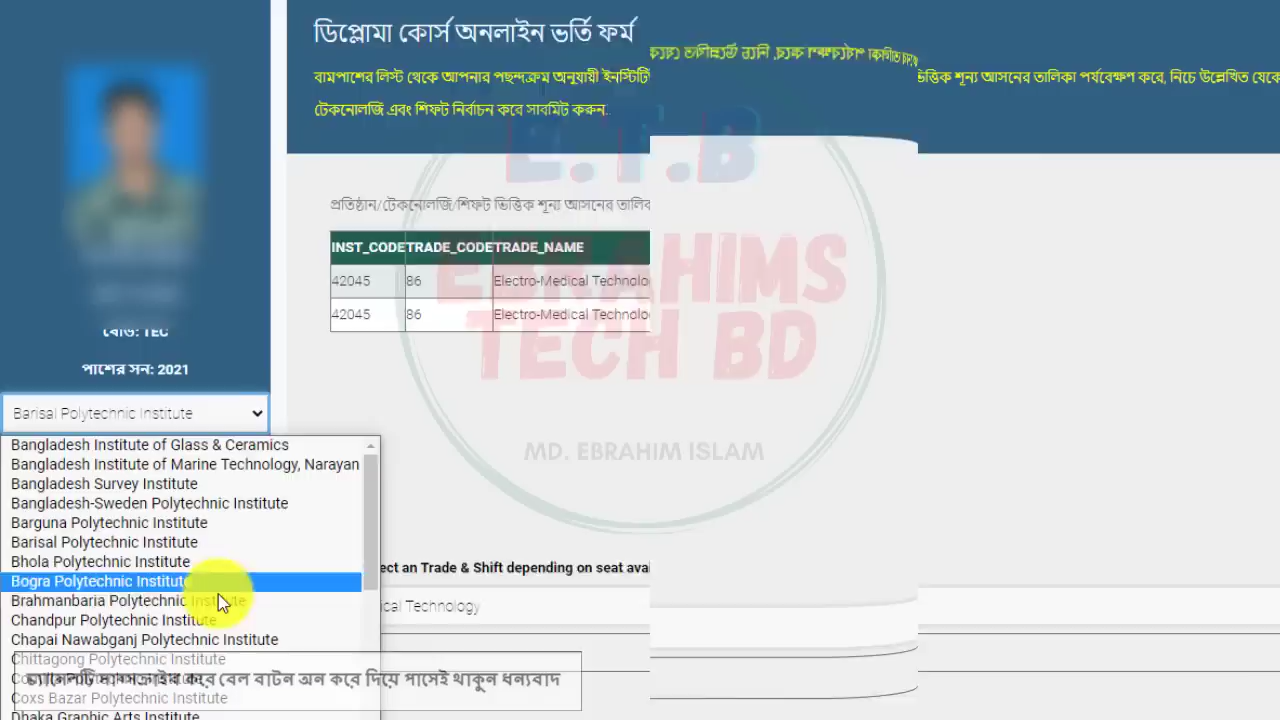 ডিপ্লোমা কোর্স অনলাইন ভর্তি ফর্ম
বামপাশের লিস্ট থেকে আপনার পছন্দক্রম অনুযায়ী ইনস্টিটি
ভিত্তিক শূন্য আসনের তালিকা পর্যবেক্ষণ করে, নিচে উল্লেখিত যেকো
টেকনোলজি এবং শিফট নির্বাচন করে সাবমিট করুন.
E.T.B
EBRAHIMS
TECH BD
MD. EBRAHIM ISLAM
প্রতিষ্ঠান/টেকনোলজি/শিফট ভিত্তিক শূন্য আসনের তালিক
INST_CODE TRADE_CODE TRADE_NAME
42045 86 Electro-Medical Technolo
42045 86 Electro-Medical Technolo
বোর্ড: TEC
পাশের সন: 2021
Barisal Polytechnic Institute
Bangladesh Institute of Glass & Ceramics
Bangladesh Institute of Marine Technology, Narayan
Bangladesh Survey Institute
Bangladesh-Sweden Polytechnic Institute
Barguna Polytechnic Institute
Barisal Polytechnic Institute
Bhola Polytechnic Institute
Bogra Polytechnic Institute
Brahmanbaria Polytechnic Institute
Chandpur Polytechnic Institute
Chapai Nawabganj Polytechnic Institute
Chittagong Polytechnic Institute
Coxs Bazar Polytechnic Institute
Dhaka Graphic Arts Institute
ect an Trade & Shift depending on seat avai
ical Technology
চ্যানেলটি সাবসক্রাইব করে বেল বাটন অন করে দিয়ে পাসেই থাকুন ধন্যবাদ